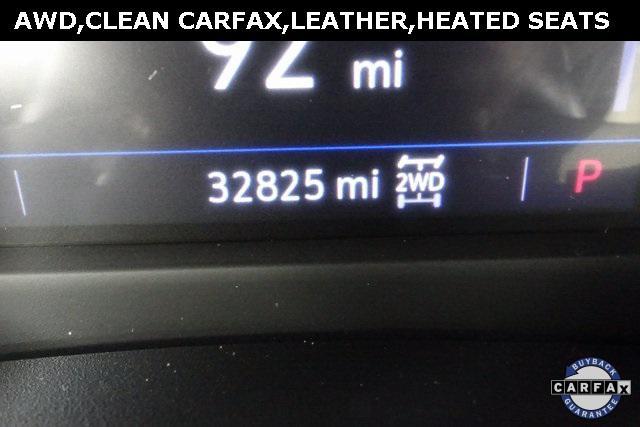 AWD,CLEAN CARFAX,LEATHER,HEATED SEATS
92 mi
32825 mi 2WD P
BUYBACK
CARFAX
GUARANTEE